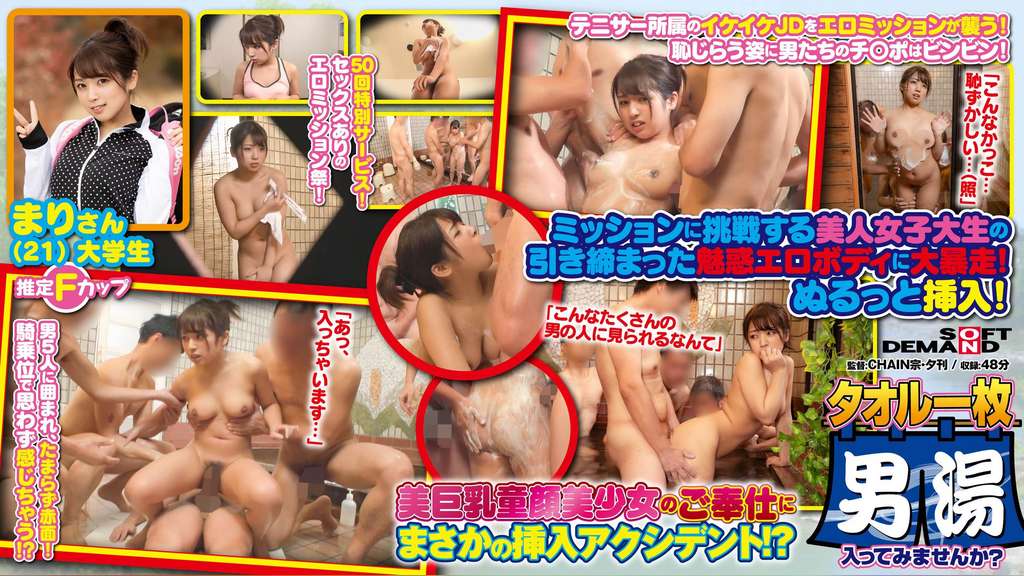 まりさん
(21) 大学生
推定Fカップ
50回特別サービス!
セックスありの
エロミッション祭!
テニサー所属のイケイケJDをエロミッションが襲う!
恥じらう姿に男たちのチ〇ポはビンビン!
「こんなかっこ…
恥ずかしい…(照」
ミッションに挑戦する美人女子大生の
引き締まった魅惑エロボディに大暴走!
ぬるっと挿入!
男5人に囲まれ、たまらず赤面!
騎乗位で思わず感じちゃう!?
「あっ、
入っちゃいます…」
「こんなたくさんの
男の人に見られるなんて」
美巨乳童顔美少女のご奉仕に
まさかの挿入アクシデント!?
SOFT
DEMAND
監督:CHAIN宗・夕刊 / 収録:48分
タオル一枚
男湯
入ってみませんか?